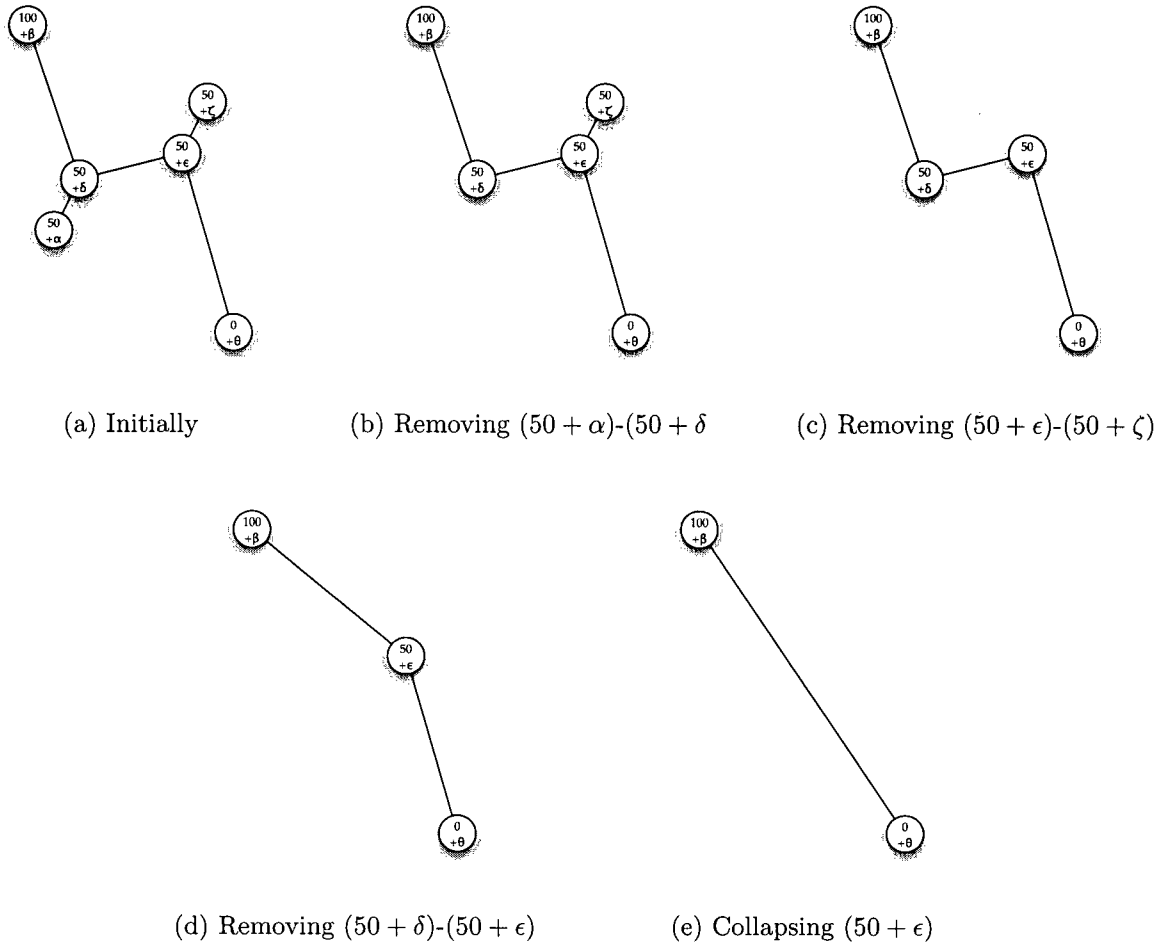 100
+β
50
+ζ
50
+ϵ
50
+δ
50
+α
0
+θ
(a) Initially
100
+β
50
+ζ
50
+ϵ
50
+δ
0
+θ
(b) Removing (50 + α)-(50 + δ
100
+β
50
+ϵ
50
+δ
0
+θ
(c) Removing (50 + ϵ)-(50 + ζ)
100
+β
50
+ϵ
0
+θ
(d) Removing (50 + δ)-(50 + ϵ)
100
+β
0
+θ
(e) Collapsing (50 + ϵ)